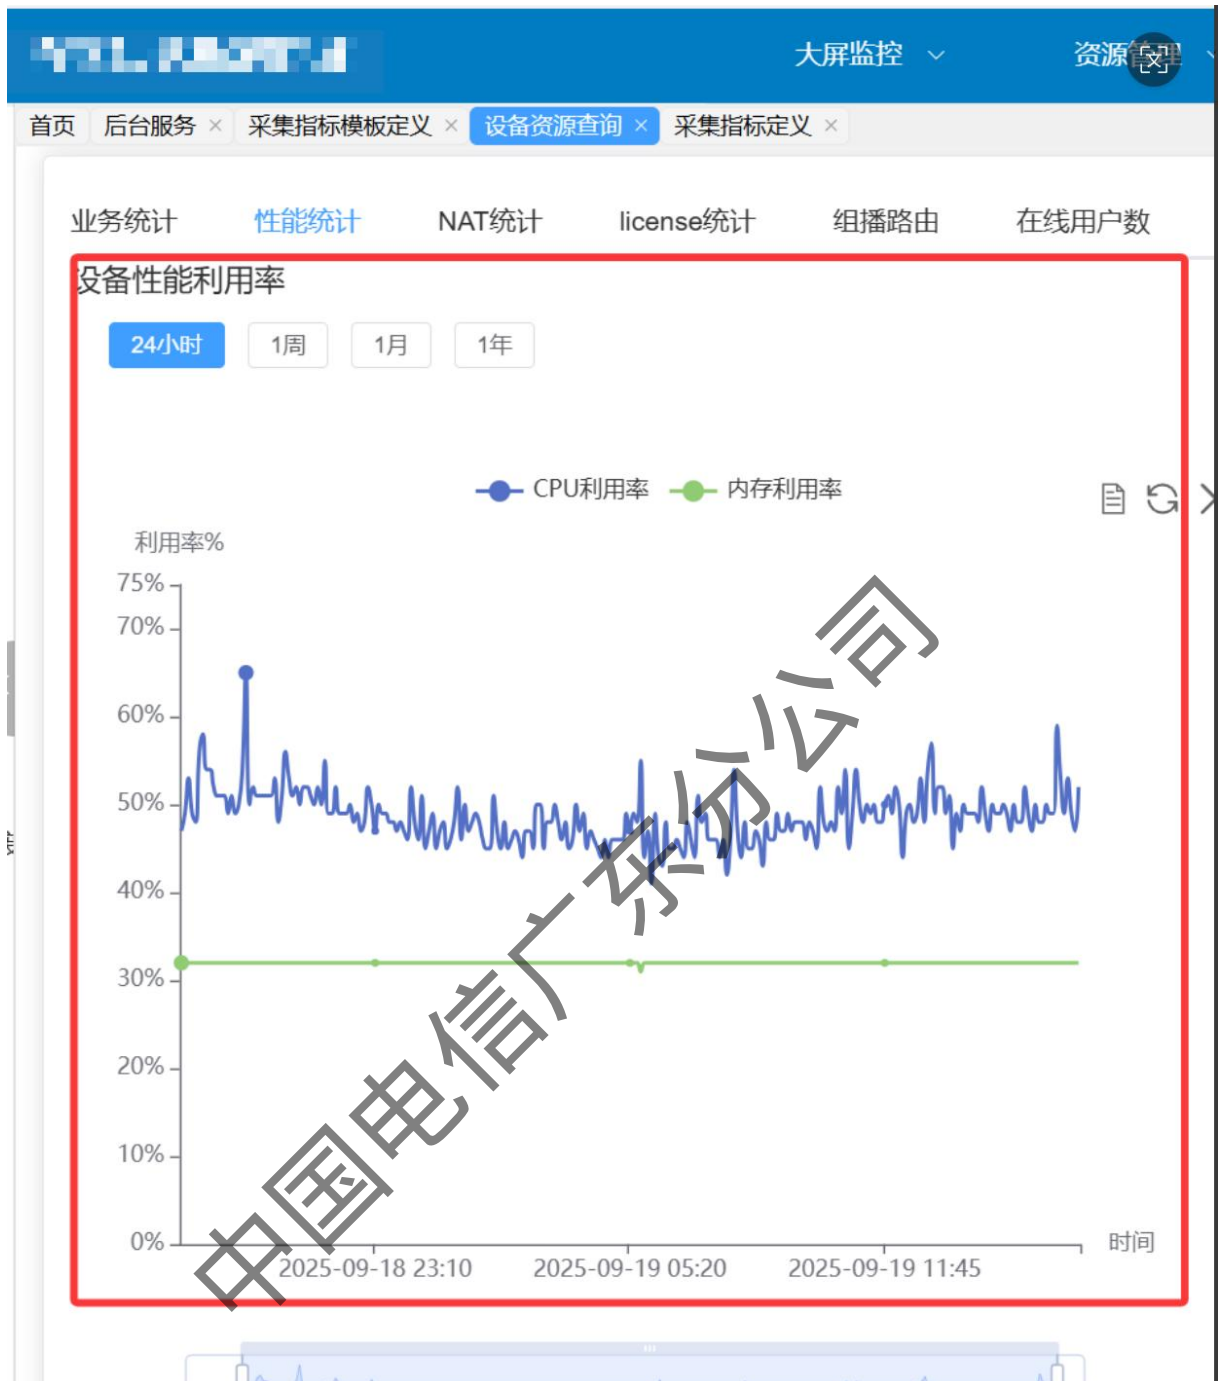 大屏监控 资源管理
首页 后台服务 × 采集指标模板定义 × 设备资源查询 × 采集指标定义 ×
业务统计 性能统计 NAT统计 license统计 组播路由 在线用户数
设备性能利用率
24小时 1周 1月 1年
CPU利用率 内存利用率
利用率%
75%
70%
60%
50%
40%
30%
20%
10%
0%
时间
2025-09-18 23:10 2025-09-19 05:20 2025-09-19 11:45
中国电信广东分公司